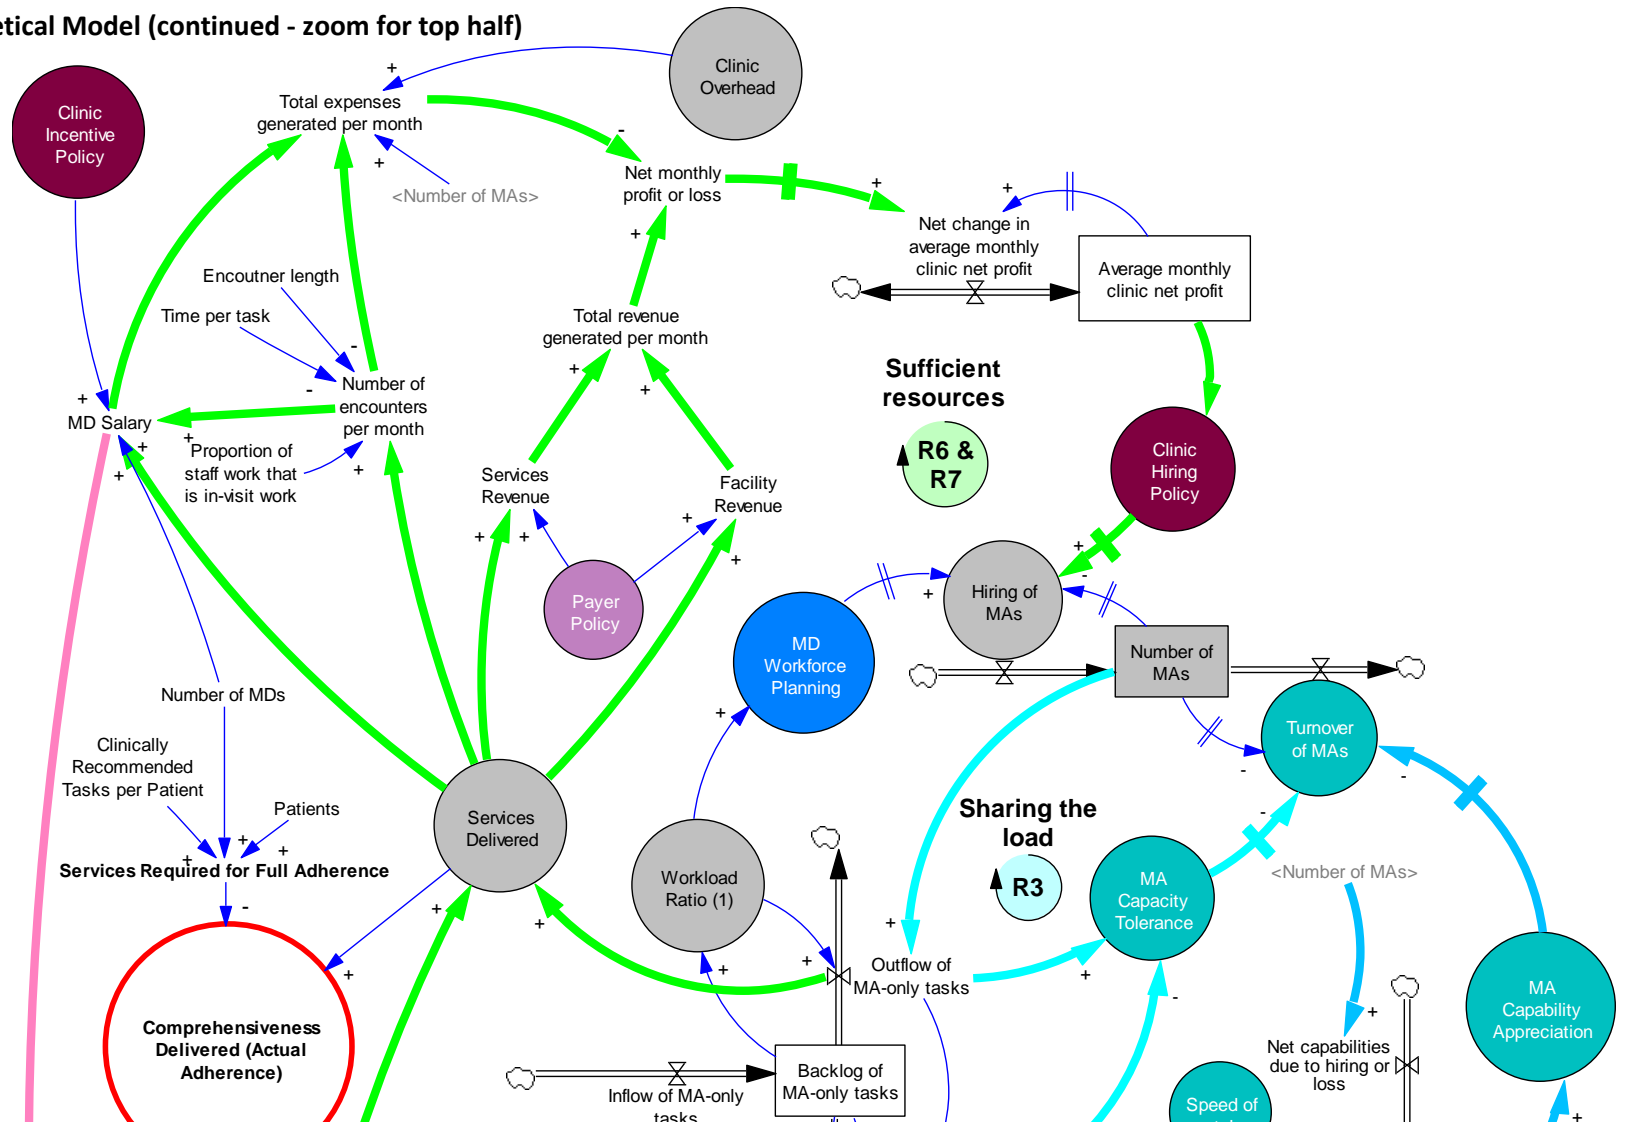 etical Model (continued - zoom for top half)
Clinic
Overhead
Clinic
Incentive
Policy
+
Total expenses
generated per month
+
-
<Number of MAs>
Net monthly
profit or loss
+
+
+
Net change in
average monthly
clinic net profit
Average monthly
clinic net profit
Encoutner length
Time per task
-
-
Number of
encounters
per month
Total revenue
generated per month
+
+
Sufficient
resources
R6 &
R7
+
MD Salary
+
+
+
Proportion of
staff work that
is in-visit work
+
Services
Revenue
Facility
Revenue
Clinic
Hiring
Policy
+
+
+
+
Payer
Policy
+
-
+
Hiring of
MAs
MD
Workforce
Planning
Number of
MAs
Number of MDs
+
Turnover
of MAs
-
-
Clinically
Recommended
Tasks per Patient
Patients
+
+
+
Services Required for Full Adherence
-
Services
Delivered
Sharing the
load
R3
-
Workload
Ratio (1)
MA
Capacity
Tolerance
<Number of MAs>
+
+
+
+
+
+
Outflow of
MA-only tasks
+
-
MA
Capability
Appreciation
Comprehensiveness
Delivered (Actual
Adherence)
+
Net capabilities
due to hiring or
loss
Backlog of
MA-only tasks
Inflow of MA-only
tasks
Speed of
+